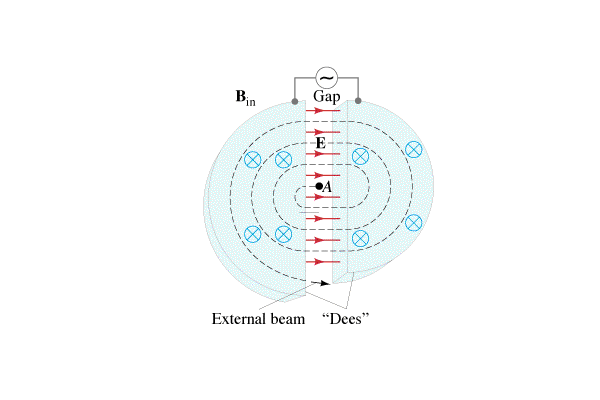 B_in
Gap
E
A
External beam
“Dees”